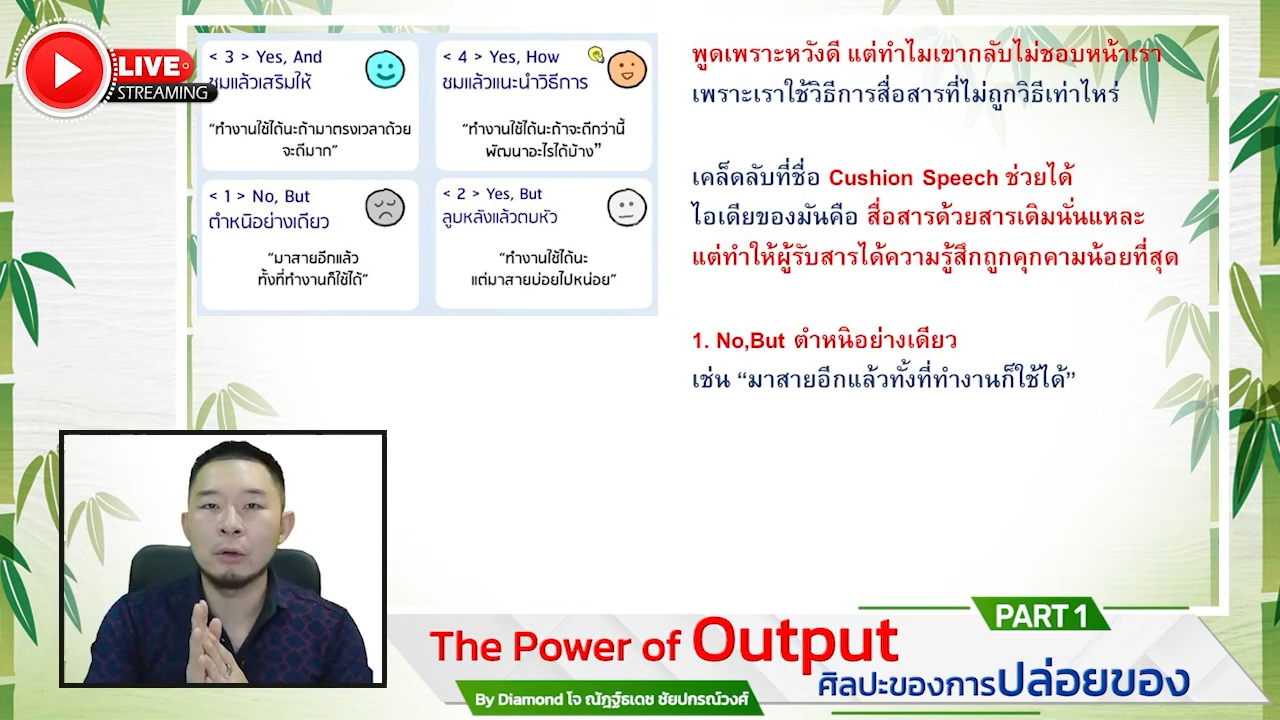 LIVE
STREAMING
< 3 > Yes, And
ชมแล้วเสริมให้
“ทำงานใช้ได้นะถ้ามาตรงเวลาด้วย
จะดีมาก”
< 4 > Yes, How
ชมแล้วแนะนำวิธีการ
“ทำงานใช้ได้นะถ้าจะดีกว่านี้
พัฒนาอะไรได้บ้าง”
< 1 > No, But
ตำหนิอย่างเดียว
“มาสายอีกแล้ว
ทั้งที่ทำงานก็ใช้ได้”
< 2 > Yes, But
ลูบหลังแล้วตบหัว
“ทำงานใช้ได้นะ
แต่มาสายบ่อยไปหน่อย”
พูดเพราะหวังดี แต่ทำไมเขากลับไม่ชอบหน้าเรา
เพราะเราใช้วิธีการสื่อสารที่ไม่ถูกวิธีเท่าไหร่
เคล็ดลับที่ชื่อ Cushion Speech ช่วยได้
ไอเดียของมันคือ สื่อสารด้วยสารเดิมนั่นแหละ
แต่ทำให้ผู้รับสารได้ความรู้สึกถูกคุกคามน้อยที่สุด
1. No,But ตำหนิอย่างเดียว
เช่น “มาสายอีกแล้วทั้งที่ทำงานก็ใช้ได้”
PART 1
The Power of Output
ศิลปะของการปล่อยของ
By Diamond โจ ณัฏฐ์ธเดช ชัยปกรณ์วงศ์